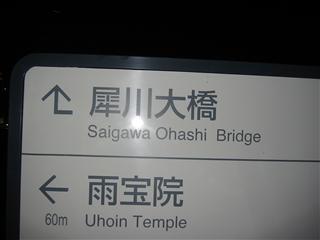 犀川大橋
Saigawa Ohashi Bridge
雨宝院
60m Uhoin Temple